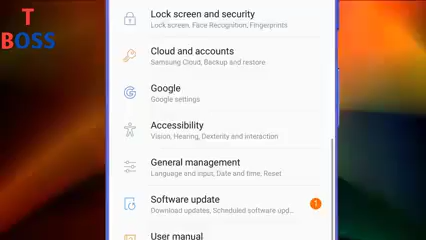 T
BOSS
Lock screen and security
Lock screen, Face Recognition, Fingerprints
Cloud and accounts
Samsung Cloud, Backup and restore
Google
Google settings
Accessibility
Vision, Hearing, Dexterity and interaction
General management
Language and input, Date and time, Reset
Software update
1
Download updates, Scheduled software upd...
User manual